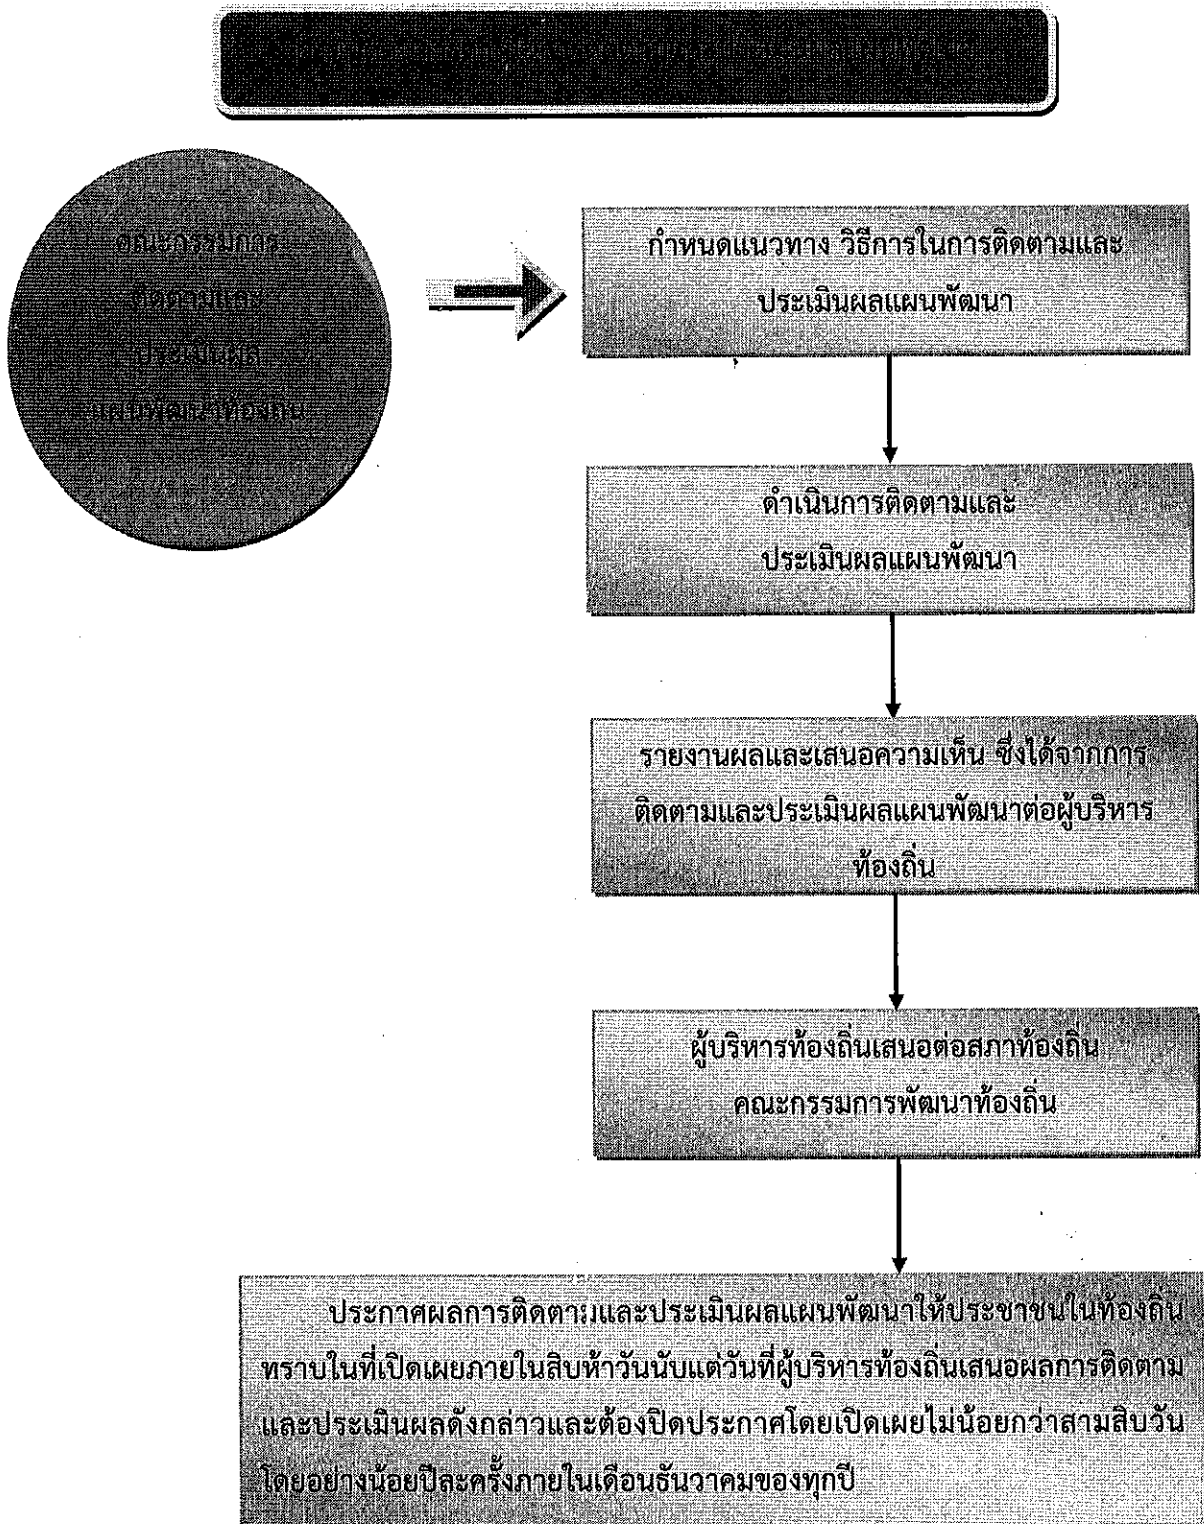 คณะกรรมการ
ติดตามและ
ประเมินผล
แผนพัฒนาท้องถิ่น
กำหนดแนวทาง วิธีการในการติดตามและ
ประเมินผลแผนพัฒนา
ดำเนินการติดตามและ
ประเมินผลแผนพัฒนา
รายงานผลและเสนอความเห็น ซึ่งได้จากการ
ติดตามและประเมินผลแผนพัฒนาต่อผู้บริหาร
ท้องถิ่น
ผู้บริหารท้องถิ่นเสนอต่อสภาท้องถิ่น
คณะกรรมการพัฒนาท้องถิ่น
ประกาศผลการติดตามและประเมินผลแผนพัฒนาให้ประชาชนในท้องถิ่น
ทราบในที่เปิดเผยภายในสิบห้าวันนับแต่วันที่ผู้บริหารท้องถิ่นเสนอผลการติดตาม
และประเมินผลดังกล่าวและต้องปิดประกาศโดยเปิดเผยไม่น้อยกว่าสามสิบวัน
โดยอย่างน้อยปีละครั้งภายในเดือนธันวาคมของทุกปี